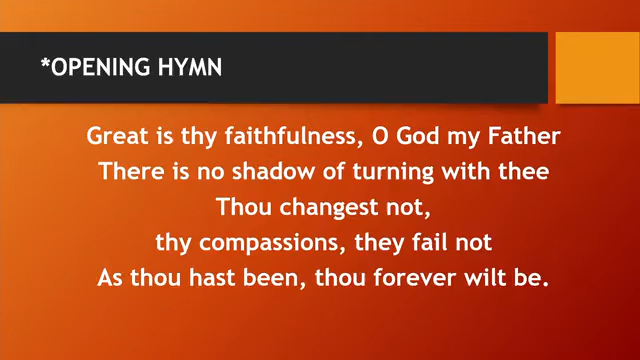 *OPENING HYMN
Great is thy faithfulness, O God my Father
There is no shadow of turning with thee
Thou changest not,
thy compassions, they fail not
As thou hast been, thou forever wilt be.